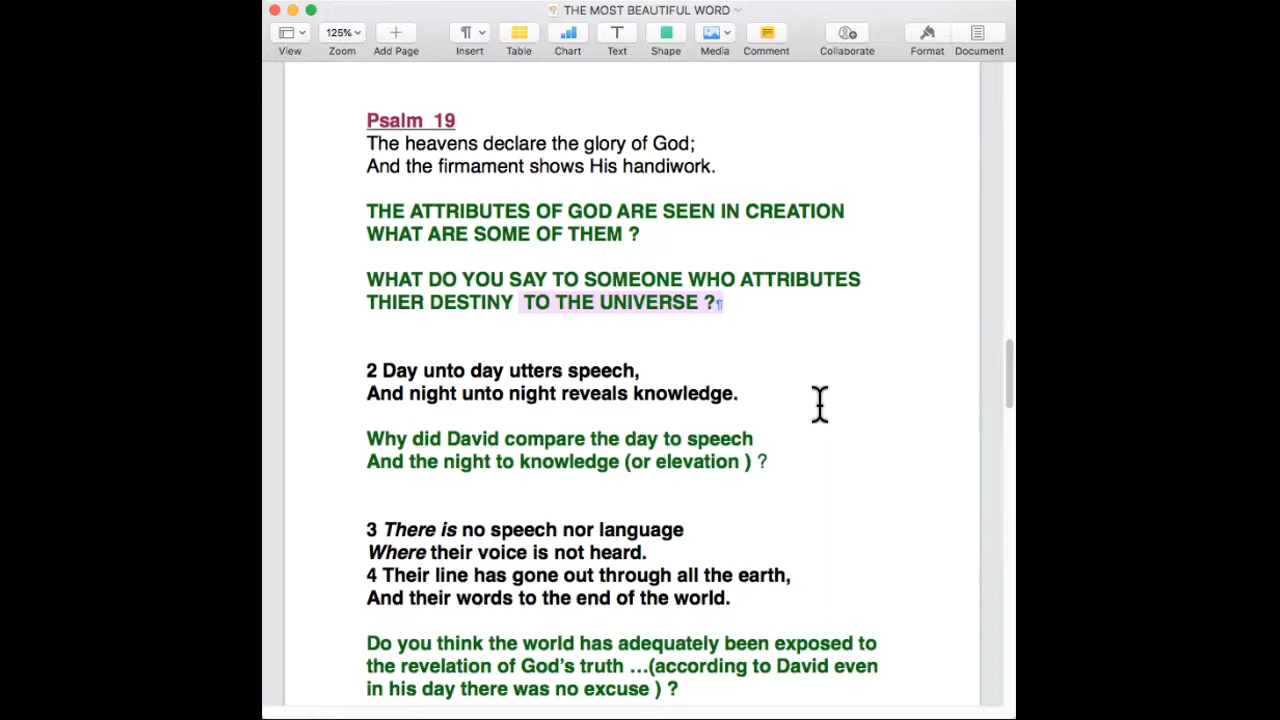 THE MOST BEAUTIFUL WORD
125%
View
Zoom
Add Page
Insert
Table
Chart
Text
Shape
Media
Comment
Collaborate
Format
Document
Psalm 19
The heavens declare the glory of God;
And the firmament shows His handiwork.
THE ATTRIBUTES OF GOD ARE SEEN IN CREATION
WHAT ARE SOME OF THEM ?
WHAT DO YOU SAY TO SOMEONE WHO ATTRIBUTES
THIER DESTINY TO THE UNIVERSE ?¶
2 Day unto day utters speech,
And night unto night reveals knowledge.
Why did David compare the day to speech
And the night to knowledge (or elevation ) ?
3 There is no speech nor language
Where their voice is not heard.
4 Their line has gone out through all the earth,
And their words to the end of the world.
Do you think the world has adequately been exposed to
the revelation of God’s truth …(according to David even
in his day there was no excuse ) ?